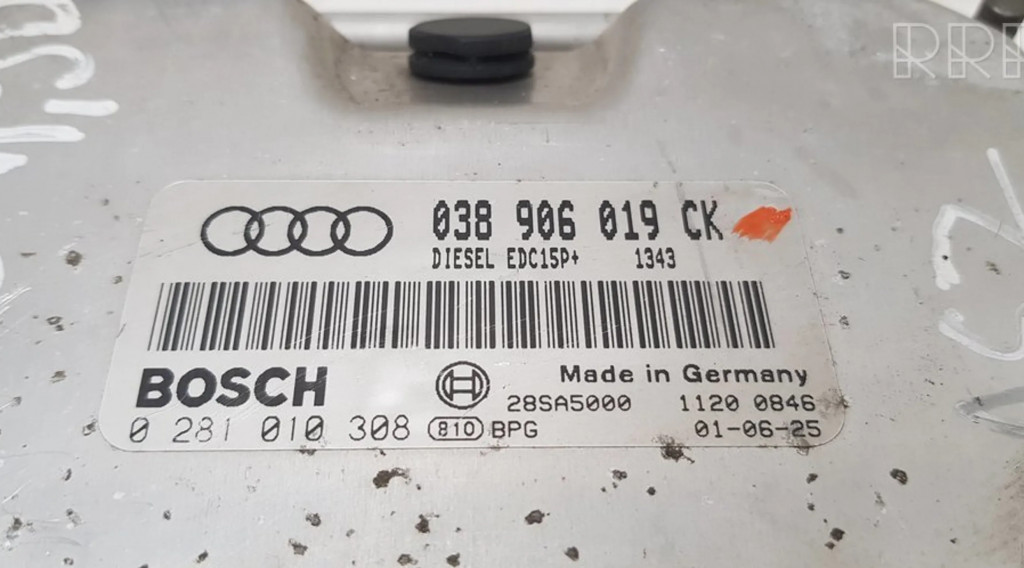 RRR
038 906 019 CK
DIESEL EDC15P+ 1343
BOSCH
Made in Germany
28SA5000 1120 0846
0 281 010 308 810 BPG 01-06-25